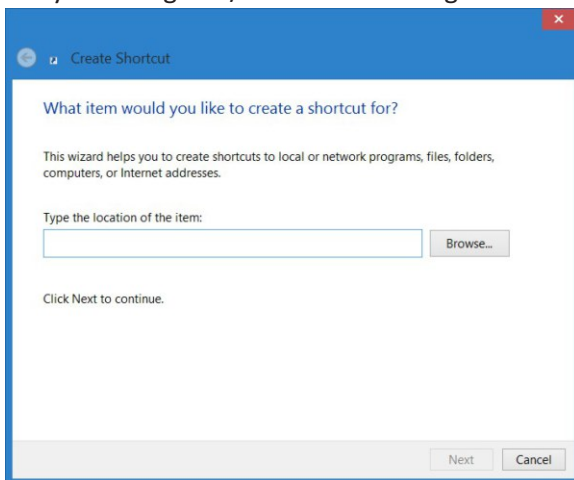 Create Shortcut
What item would you like to create a shortcut for?
This wizard helps you to create shortcuts to local or network programs, files, folders,
computers, or Internet addresses.
Type the location of the item:
Browse...
Click Next to continue.
Next Cancel